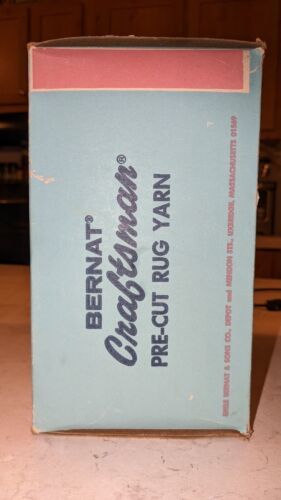 BERNAT®
Craftsman®
PRE-CUT RUG YARN
EMILE BERNAT & SONS CO., DEPOT and MENDON STS., UXBRIDGE, MASSACHUSETTS 01569